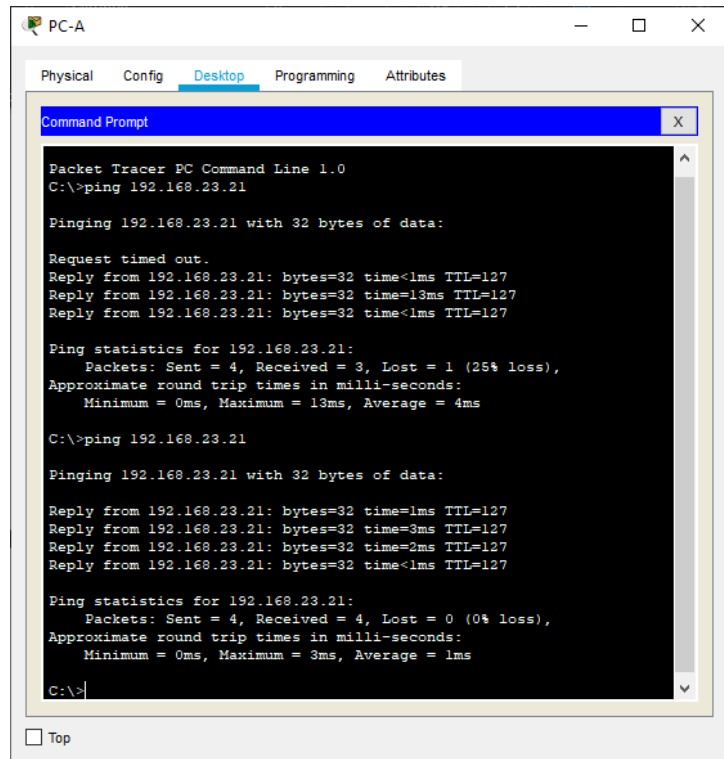 PC-A
Physical Config Desktop Programming Attributes
Command Prompt X
Packet Tracer PC Command Line 1.0
C:\>ping 192.168.23.21
Pinging 192.168.23.21 with 32 bytes of data:
Request timed out.
Reply from 192.168.23.21: bytes=32 time<1ms TTL=127
Reply from 192.168.23.21: bytes=32 time=13ms TTL=127
Reply from 192.168.23.21: bytes=32 time<1ms TTL=127
Ping statistics for 192.168.23.21:
Packets: Sent = 4, Received = 3, Lost = 1 (25% loss),
Approximate round trip times in milli-seconds:
Minimum = 0ms, Maximum = 13ms, Average = 4ms
C:\>ping 192.168.23.21
Pinging 192.168.23.21 with 32 bytes of data:
Reply from 192.168.23.21: bytes=32 time=1ms TTL=127
Reply from 192.168.23.21: bytes=32 time=3ms TTL=127
Reply from 192.168.23.21: bytes=32 time=2ms TTL=127
Reply from 192.168.23.21: bytes=32 time<1ms TTL=127
Ping statistics for 192.168.23.21:
Packets: Sent = 4, Received = 4, Lost = 0 (0% loss),
Approximate round trip times in milli-seconds:
Minimum = 0ms, Maximum = 3ms, Average = 1ms
C:\>
Top